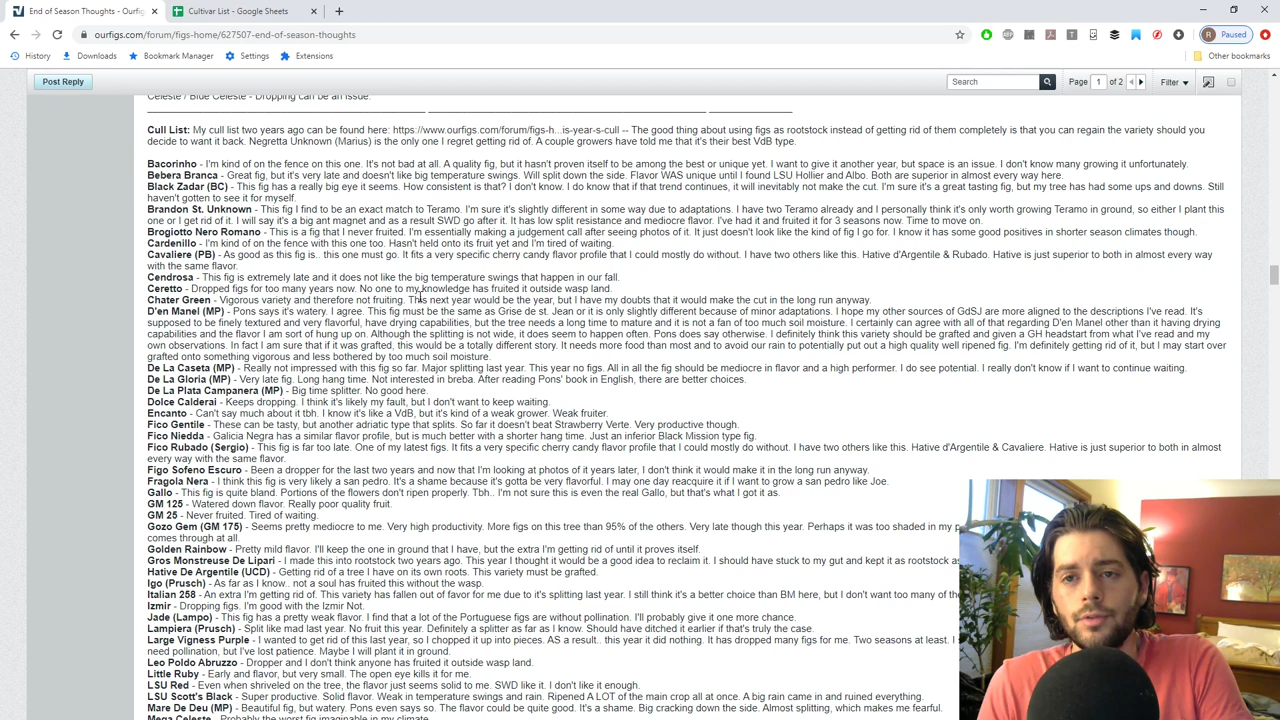 End of Season Thoughts - Ourfig
Cultivar List - Google Sheets
ourfigs.com/forum/figs-home/627507-end-of-season-thoughts
R Paused
History Downloads Bookmark Manager Settings Extensions Other bookmarks
Post Reply Search Page 1 of 2 Filter
Celeste / Blue Celeste - Dropping can be an issue.
Cull List: My cull list two years ago can be found here: https://www.ourfigs.com/forum/figs-h...is-year-s-cull -- The good thing about using figs as rootstock instead of getting rid of them completely is that you can regain the variety should you
decide to want it back. Negretta Unknown (Marius) is the only one I regret getting rid of. A couple growers have told me that it's their best VdB type.
Bacorinho - I'm kind of on the fence on this one. It's not bad at all. A quality fig, but it hasn't proven itself to be among the best or unique yet. I want to give it another year, but space is an issue. I don't know many growing it unfortunately.
Bebera Branca - Great fig, but it's very late and doesn't like big temperature swings. Will split down the side. Flavor WAS unique until I found LSU Hollier and Albo. Both are superior in almost every way here.
Black Zadar (BC) - This fig has a really big eye it seems. How consistent is that? I don't know. I do know that if that trend continues, it will inevitably not make the cut. I'm sure it's a great tasting fig, but my tree has had some ups and downs. Still
haven't gotten to see it for myself.
Brandon St. Unknown - This fig I find to be an exact match to Teramo. I'm sure it's slightly different in some way due to adaptations. I have two Teramo already and I personally think it's only worth growing Teramo in ground, so either I plant this
one or I get rid of it. I will say it's a big ant magnet and as a result SWD go after it. It has low split resistance and mediocre flavor. I've had it and fruited it for 3 seasons now. Time to move on.
Brogiotto Nero Romano - This is a fig that I never fruited. I'm essentially making a judgement call after seeing photos of it. It just doesn't look like the kind of fig I go for. I know it has some good positives in shorter season climates though.
Cardenillo - I'm kind of on the fence with this one too. Hasn't held onto its fruit yet and I'm tired of waiting.
Cavaliere (PB) - As good as this fig is.. this one must go. It fits a very specific cherry candy flavor profile that I could mostly do without. I have two others like this. Hative d'Argentile & Rubado. Hative is just superior to both in almost every way
with the same flavor.
Cendrosa - This fig is extremely late and it does not like the big temperature swings that happen in our fall.
Ceretto - Dropped figs for too many years now. No one to my knowledge has fruited it outside wasp land.
Chater Green - Vigorous variety and therefore not fruiting. This next year would be the year, but I have my doubts that it would make the cut in the long run anyway.
D'en Manel (MP) - Pons says it's watery. I agree. This fig must be the same as Grise de st. Jean or it is only slightly different because of minor adaptations. I hope my other sources of GdSJ are more aligned to the descriptions I've read. It's
supposed to be finely textured and very flavorful, have drying capabilities, but the tree needs a long time to mature and it is not a fan of too much soil moisture. I certainly can agree with all of that regarding D'en Manel other than it having drying
capabilities and the flavor I am sort of hung up on. Although the splitting is not wide, it does seem to happen often. Pons does say otherwise. I definitely think this variety should be grafted and given a GH headstart from what I've read and my
own observations. In fact I am sure that if it was grafted, this would be a totally different story. It needs more food than most and to avoid our rain to potentially put out a high quality well ripened fig. I'm definitely getting rid of it, but I may start over
grafted onto something vigorous and less bothered by too much soil moisture.
De La Caseta (MP) - Really not impressed with this fig so far. Major splitting last year. This year no figs. All in all the fig should be mediocre in flavor and a high performer. I do see potential. I really don't know if I want to continue waiting.
De La Gloria (MP) - Very late fig. Long hang time. Not interested in breba. After reading Pons' book in English, there are better choices.
De La Plata Campanera (MP) - Big time splitter. No good here.
Dolce Calderai - Keeps dropping. I think it's likely my fault, but I don't want to keep waiting.
Encanto - Can't say much about it tbh. I know it's like a VdB, but it's kind of a weak grower. Weak fruiter.
Fico Gentile - These can be tasty, but another adriatic type that splits. So far it doesn't beat Strawberry Verte. Very productive though.
Fico Niedda - Galicia Negra has a similar flavor profile, but is much better with a shorter hang time. Just an inferior Black Mission type fig.
Fico Rubado (Sergio) - This fig is far too late. One of my latest figs. It fits a very specific cherry candy flavor profile that I could mostly do without. I have two others like this. Hative d'Argentile & Cavaliere. Hative is just superior to both in almost
every way with the same flavor.
Figo Sofeno Escuro - Been a dropper for the last two years and now that I'm looking at photos of it years later, I don't think it would make it in the long run anyway.
Fragola Nera - I think this fig is very likely a san pedro. It's a shame because it's gotta be very flavorful. I may one day reacquire it if I want to grow a san pedro like Joe.
Gallo - This fig is quite bland. Portions of the flowers don't ripen properly. Tbh.. I'm not sure this is even the real Gallo, but that's what I got it as.
GM 125 - Watered down flavor. Really poor quality fruit.
GM 25 - Never fruited. Tired of waiting.
Gozo Gem (GM 175) - Seems pretty mediocre to me. Very high productivity. More figs on this tree than 95% of the others. Very late though this year. Perhaps it was too shaded in my p
comes through at all.
Golden Rainbow - Pretty mild flavor. I'll keep the one in ground that I have, but the extra I'm getting rid of until it proves itself.
Gros Monstreuse De Lipari - I made this into rootstock two years ago. This year I thought it would be a good idea to reclaim it. I should have stuck to my gut and kept it as rootstock
Hative De Argentile (UCD) - Getting rid of a tree I have on its own roots. This variety must be grafted.
Igo (Prusch) - As far as I know.. not a soul has fruited this without the wasp.
Italian 258 - An extra I'm getting rid of. This variety has fallen out of favor for me due to it's splitting last year. I still think it's a better choice than BM here, but I don't want too many of the
Izmir - Dropping figs. I'm good with the Izmir Not.
Jade (Lampo) - This fig has a pretty weak flavor. I find that a lot of the Portuguese figs are without pollination. I'll probably give it one more chance.
Lampiera (Prusch) - Split like mad last year. No fruit this year. Definitely a splitter as far as I know. Should have ditched it earlier if that's truly the case.
Large Vigness Purple - I wanted to get rid of this last year, so I chopped it up into pieces. AS a result.. this year it did nothing. It has dropped many figs for me. Two seasons at least. I
need pollination, but I've lost patience. Maybe I will plant it in ground.
Leo Poldo Abruzzo - Dropper and I don't think anyone has fruited it outside wasp land.
Little Ruby - Early and flavor, but very small. The open eye kills it for me.
LSU Red - Even when shriveled on the tree, the flavor just seems solid to me. SWD like it. I don't like it enough.
LSU Scott's Black - Super productive. Solid flavor. Weak in temperature swings and rain. Ripened A LOT of the main crop all at once. A big rain came in and ruined everything.
Mare De Deu (MP) - Beautiful fig, but watery. Pons even says so. The flavor could be quite good. It's a shame. Big cracking down the side. Almost splitting, which makes me fearful.
Mega Celeste - Probably the worst fig imaginable in my climate.